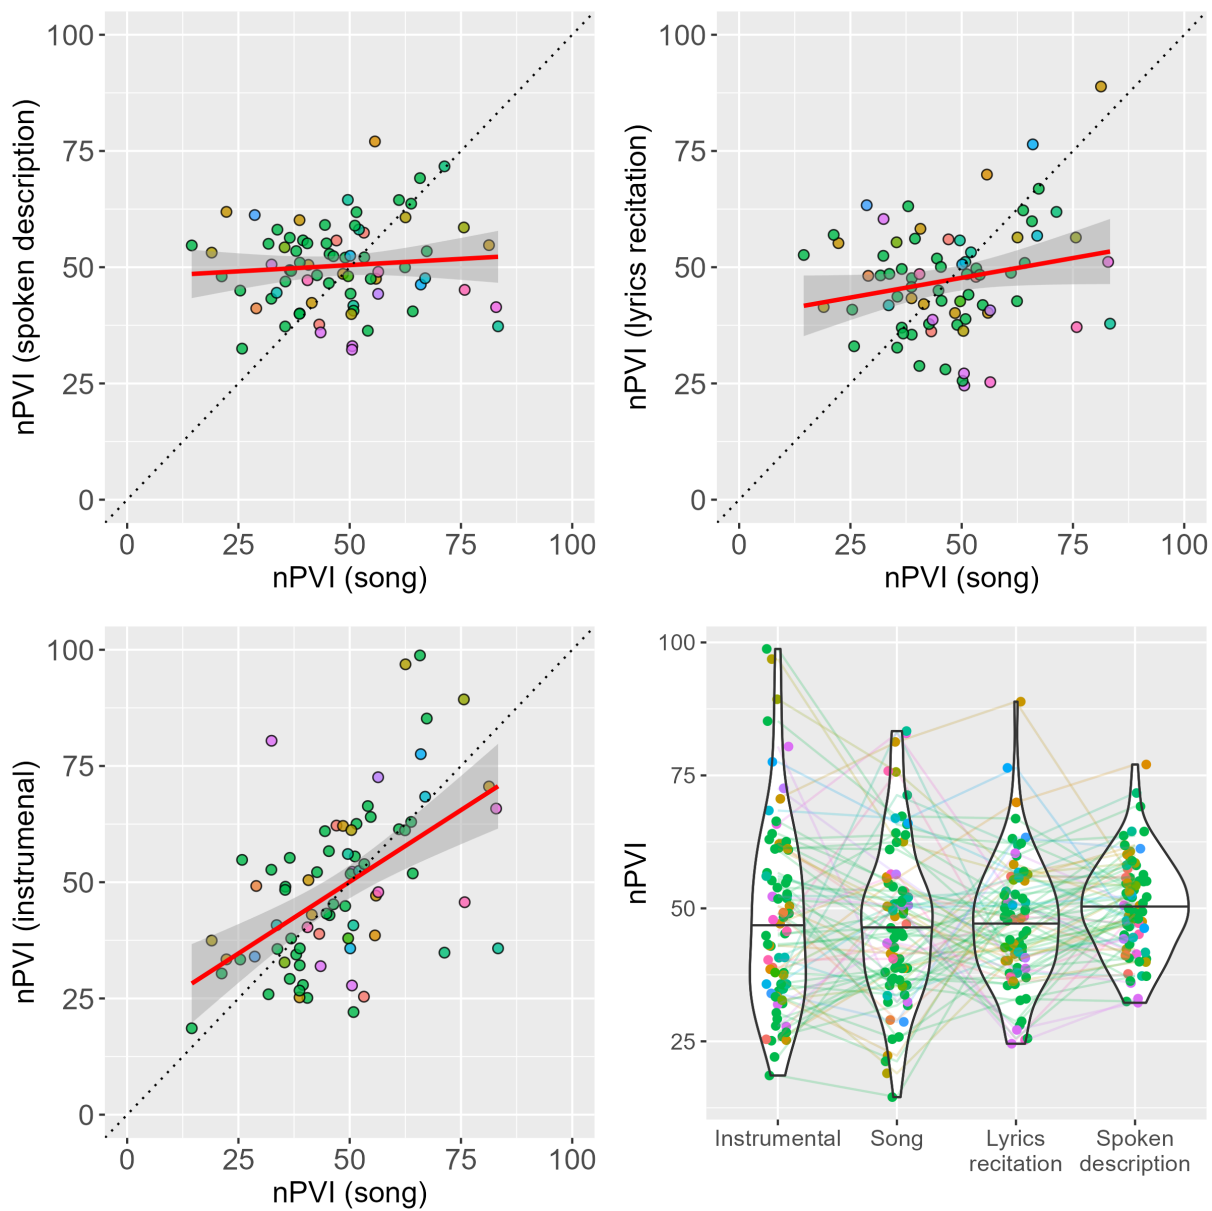 100
75
50
25
0
nPVI (spoken description)
0 25 50 75 100
nPVI (song)
100
75
50
25
0
nPVI (lyrics recitation)
0 25 50 75 100
nPVI (song)
100
75
50
25
0
nPVI (instrumenal)
0 25 50 75 100
nPVI (song)
100
75
50
25
nPVI
Instrumental Song Lyrics Spoken
recitation description